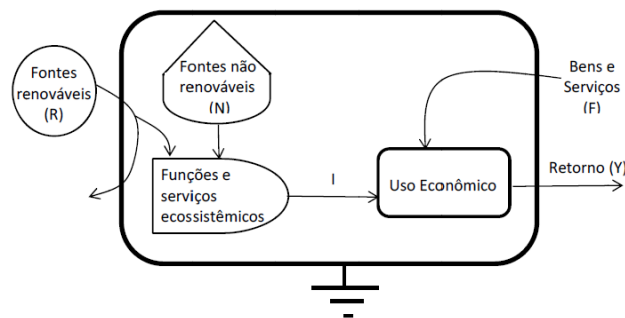 Fontes
renováveis
(R)
Fontes não
renováveis
(N)
Bens e
Serviços
(F)
Funções e
serviços
ecossistêmicos
I
Uso Econômico
Retorno (Y)